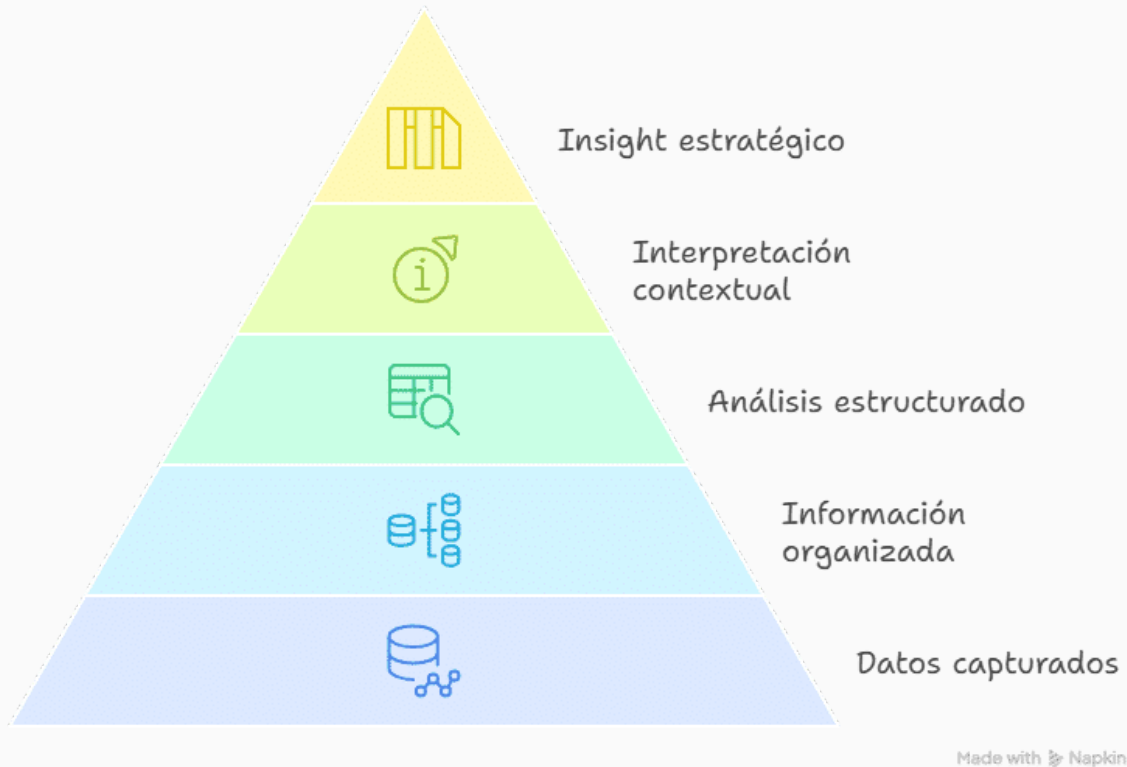 Insight estratégico
Interpretación
contextual
Análisis estructurado
Información
organizada
Datos capturados
Made with Napkin